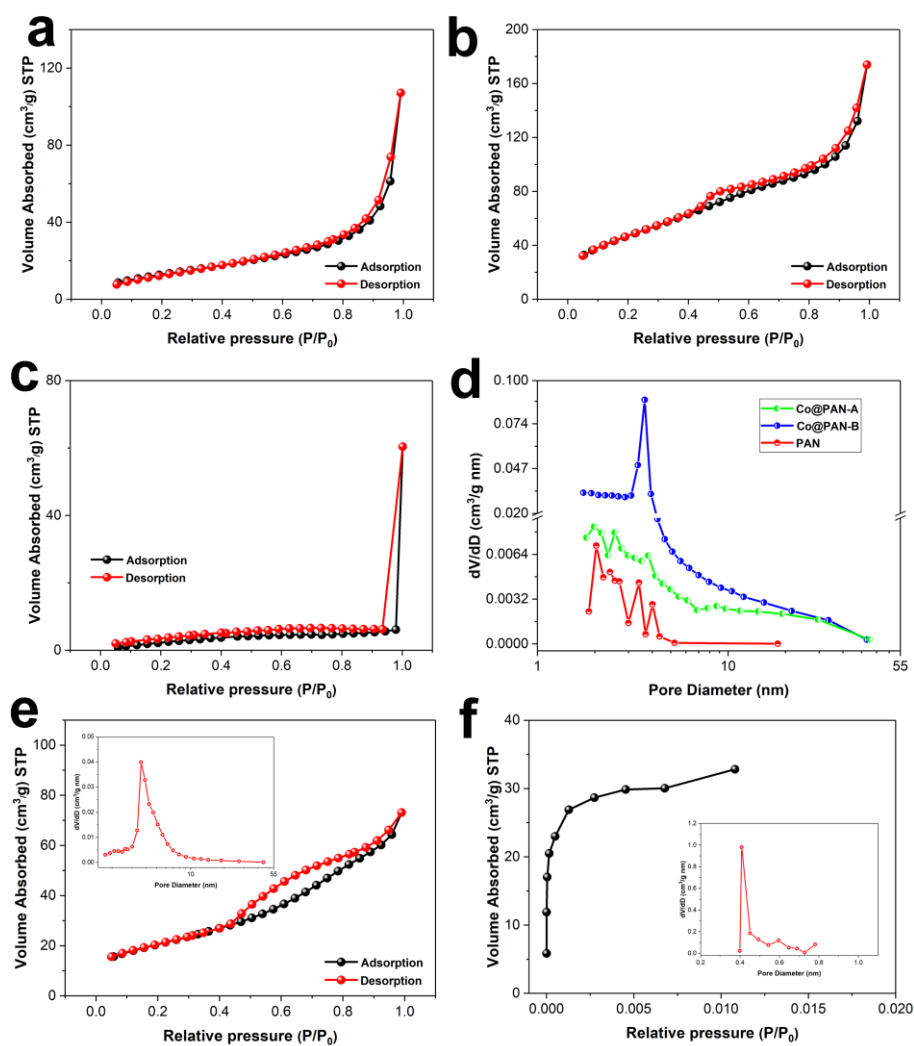 a
Volume Absorbed (cm³/g) STP
120
80
40
0
0.0 0.2 0.4 0.6 0.8 1.0
Relative pressure (P/P₀)
Adsorption
Desorption
b
Volume Absorbed (cm³/g) STP
200
160
120
80
40
0
0.0 0.2 0.4 0.6 0.8 1.0
Relative pressure (P/P₀)
Adsorption
Desorption
c
Volume Absorbed (cm³/g) STP
80
60
40
20
0
0.0 0.2 0.4 0.6 0.8 1.0
Relative pressure (P/P₀)
Adsorption
Desorption
d
dV/dD (cm³/g nm)
0.100
0.074
0.047
0.020
0.0064
0.0032
0.0000
1 10 55
Pore Diameter (nm)
Co@PAN-A
Co@PAN-B
PAN
e
Volume Absorbed (cm³/g) STP
100
80
60
40
20
0
0.0 0.2 0.4 0.6 0.8 1.0
Relative pressure (P/P₀)
Adsorption
Desorption
dV/dD (cm³/g nm)
0.05
0.04
0.03
0.02
0.01
0.00
10 55
Pore Diameter (nm)
f
Volume Absorbed (cm³/g) STP
40
30
20
10
0
0.000 0.005 0.010 0.015 0.020
Relative pressure (P/P₀)
dV/dD (cm³/g nm)
1.2
1.0
0.8
0.6
0.4
0.2
0.0
0.2 0.4 0.6 0.8 1.0
Pore Diameter (nm)